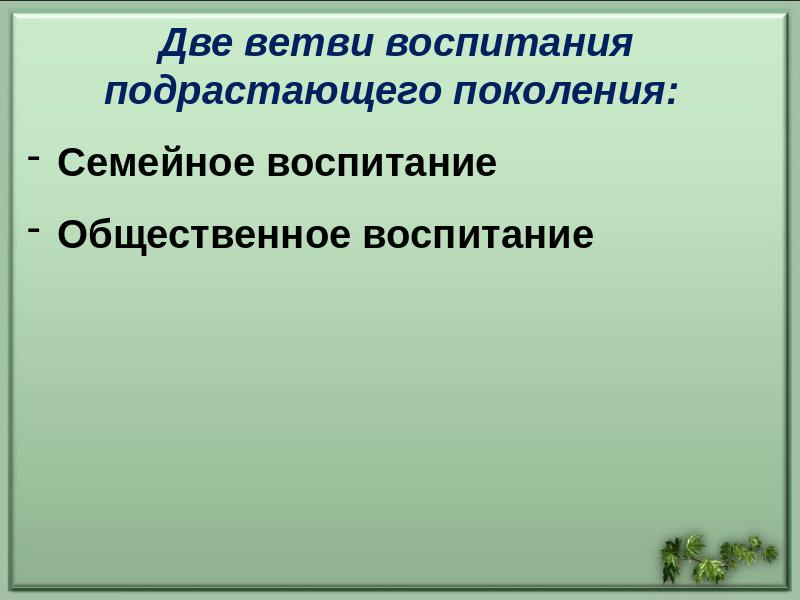 Две ветви воспитания
подрастающего поколения:
- Семейное воспитание
- Общественное воспитание